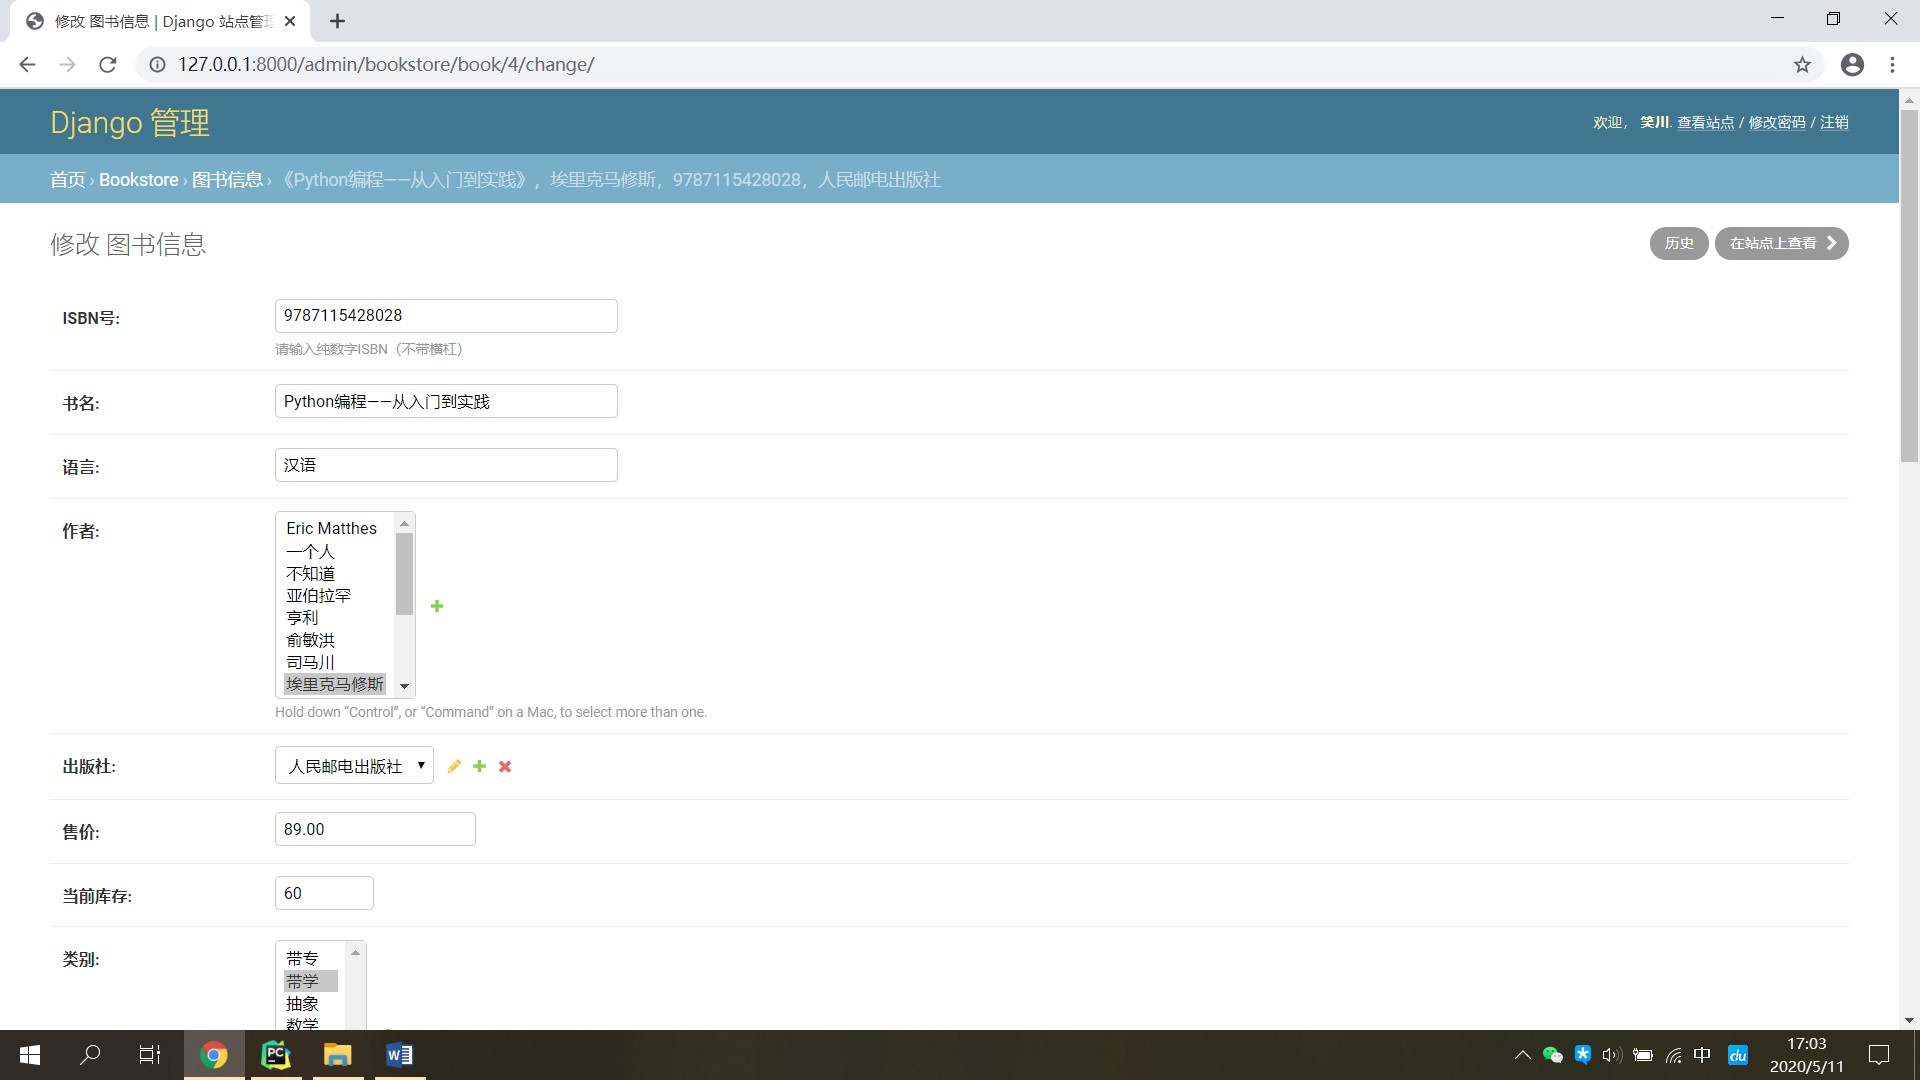 修改 图书信息 | Django 站点管理
127.0.0.1:8000/admin/bookstore/book/4/change/
Django 管理
欢迎， 笑川. 查看站点 / 修改密码 / 注销
首页 › Bookstore › 图书信息 › 《Python编程——从入门到实践》，埃里克马修斯，9787115428028，人民邮电出版社
修改 图书信息
历史
在站点上查看
ISBN号:
9787115428028
请输入纯数字ISBN（不带横杠）
书名:
Python编程——从入门到实践
语言:
汉语
作者:
Eric Matthes
一个人
不知道
亚伯拉罕
亨利
俞敏洪
司马川
埃里克马修斯
Hold down “Control”, or “Command” on a Mac, to select more than one.
出版社:
人民邮电出版社
售价:
89.00
当前库存:
60
类别:
带专
带学
抽象
数学
中
du
17:03
2020/5/11